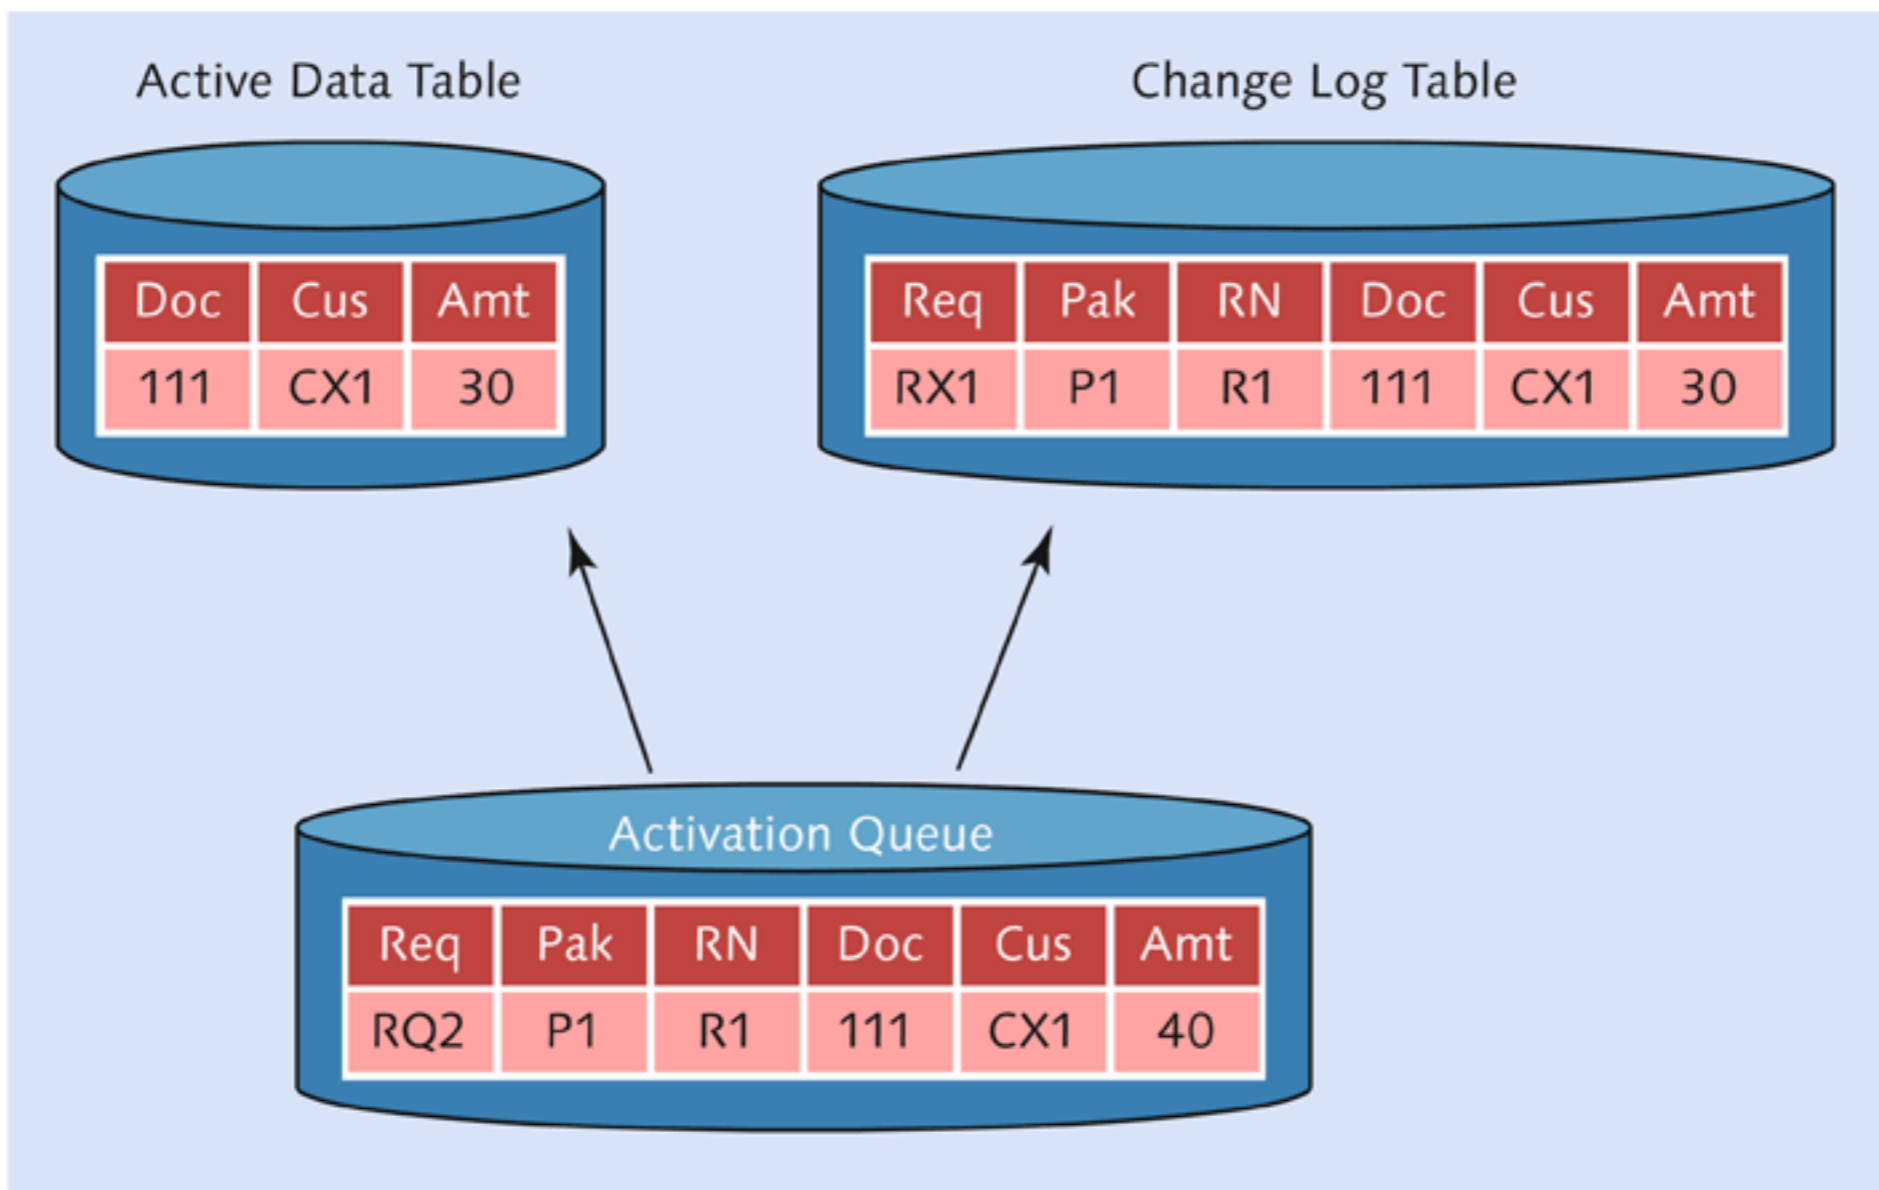 Active Data Table
Doc Cus Amt
111 CX1 30
Change Log Table
Req Pak RN Doc Cus Amt
RX1 P1 R1 111 CX1 30
Activation Queue
Req Pak RN Doc Cus Amt
RQ2 P1 R1 111 CX1 40